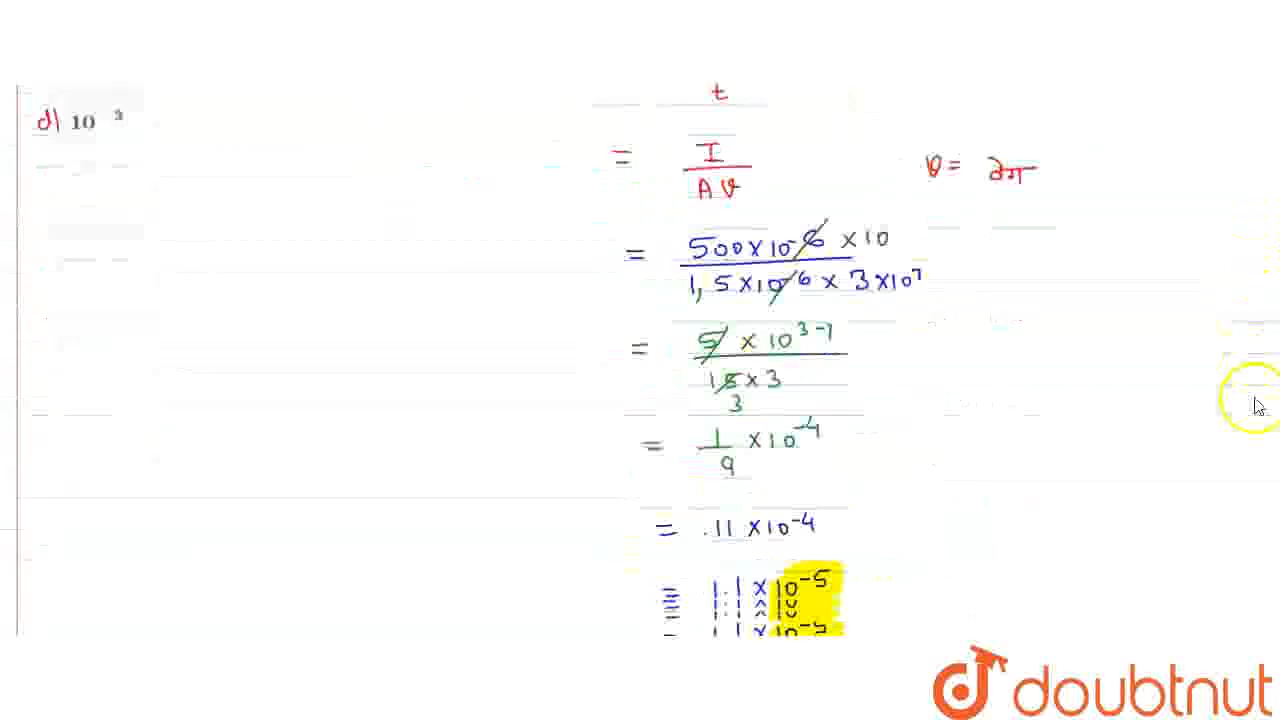 t
d) 10 3
= I / A v
v = वेग
= 500 x 10-6 x 10
1,5 x 10-6 x 3 x 10⁷
= 5 x 10³⁻⁷
15 x 3
3
= 1/9 x 10⁻⁴
= .11 x 10⁻⁴
= 1.1 x 10⁻⁵
doubtnut